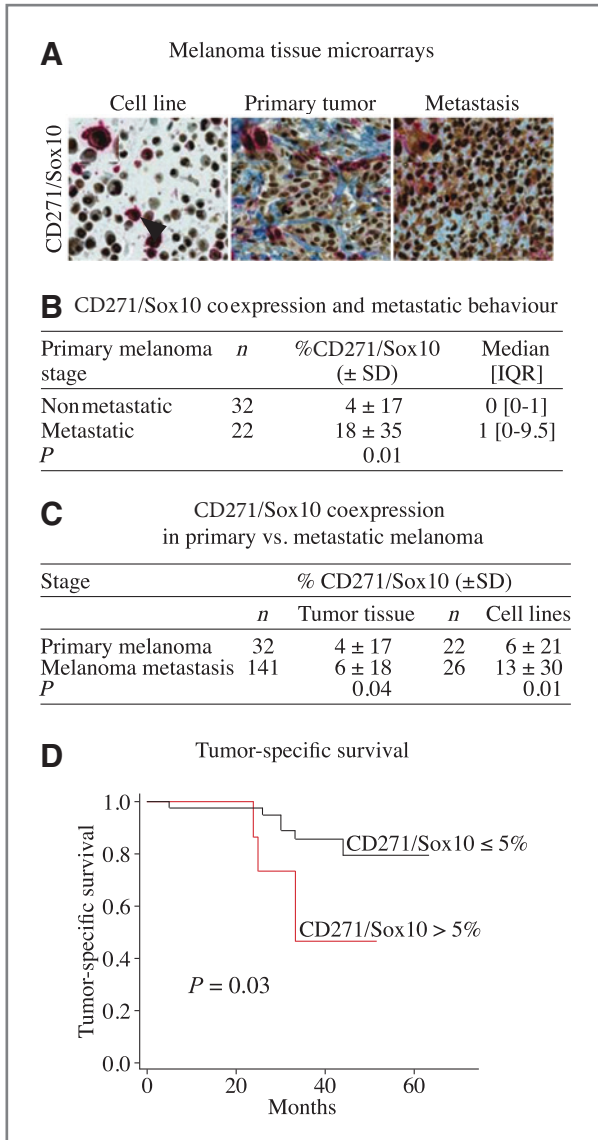 A
Melanoma tissue microarrays
Cell line Primary tumor Metastasis
CD271/Sox10
B CD271/Sox10 coexpression and metastatic behaviour
Primary melanoma n %CD271/Sox10 Median
stage (± SD) [IQR]
Nonmetastatic 32 4 ± 17 0 [0-1]
Metastatic 22 18 ± 35 1 [0-9.5]
P 0.01
C CD271/Sox10 coexpression
in primary vs. metastatic melanoma
Stage % CD271/Sox10 (±SD)
n Tumor tissue n Cell lines
Primary melanoma 32 4 ± 17 22 6 ± 21
Melanoma metastasis 141 6 ± 18 26 13 ± 30
P 0.04 0.01
D Tumor-specific survival
Tumor-specific survival
1.0
0.8
0.6
0.4
0.2
0.0
CD271/Sox10 ≤ 5%
CD271/Sox10 > 5%
P = 0.03
0 20 40 60
Months